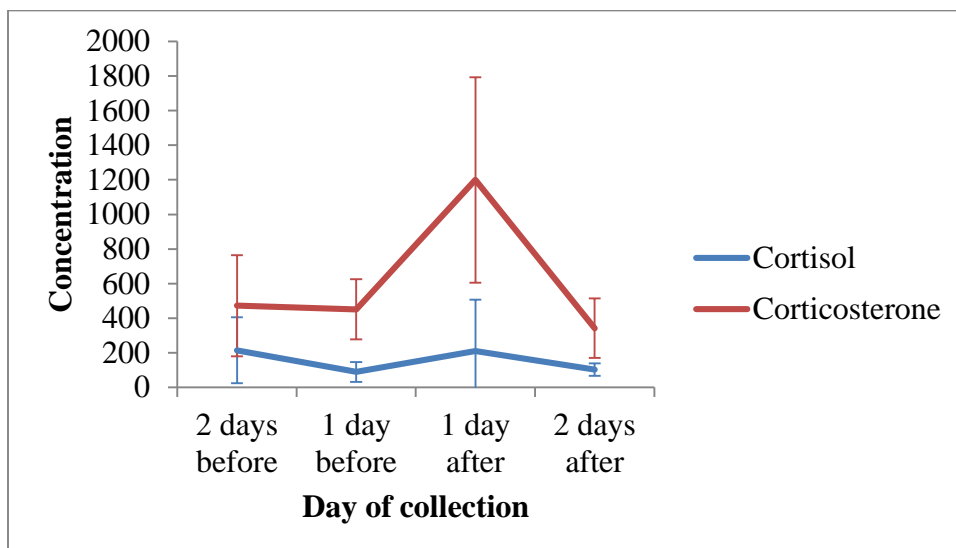 2000
1800
1600
1400
1200
1000
800
600
400
200
0
Concentration
2 days
before
1 day
before
1 day
after
2 days
after
Day of collection
Cortisol
Corticosterone